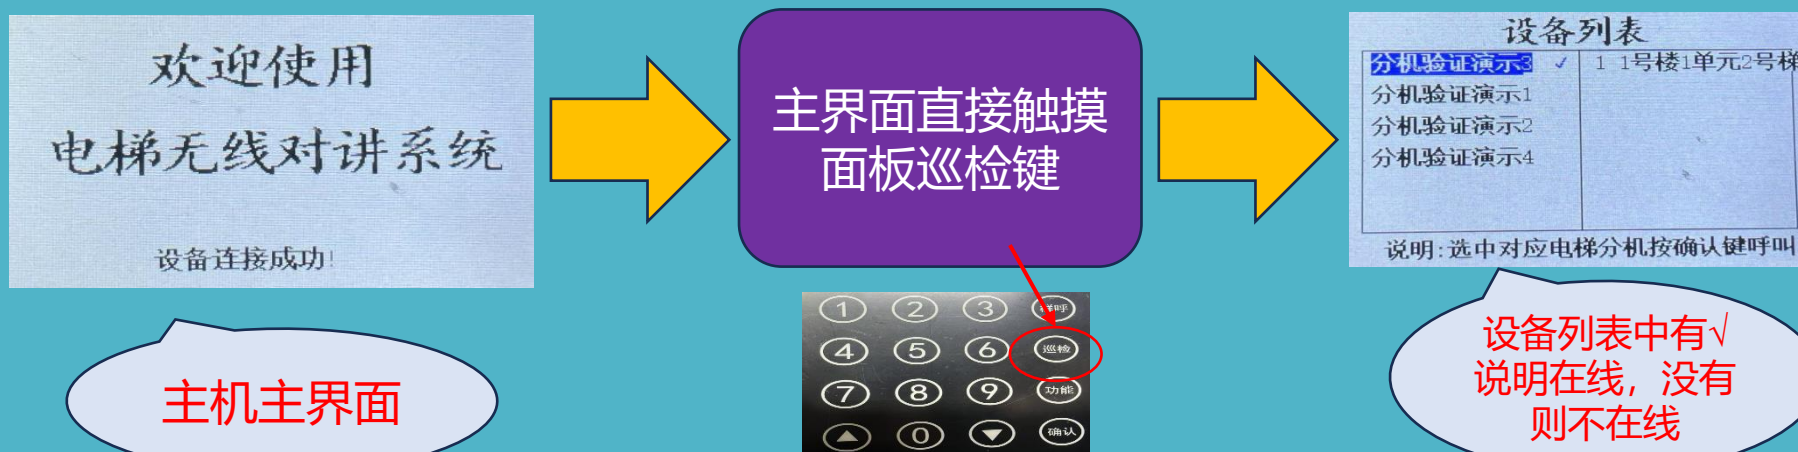 欢迎使用
电梯无线对讲系统
设备连接成功!
主机主界面
主界面直接触摸
面板巡检键
1 2 3 群呼
4 5 6 巡检
7 8 9 功能
0 确认
设备列表
分机验证演示3 ✓ 1 1号楼1单元2号梯
分机验证演示1
分机验证演示2
分机验证演示4
说明:选中对应电梯分机按确认键呼叫
设备列表中有√
说明在线，没有
则不在线